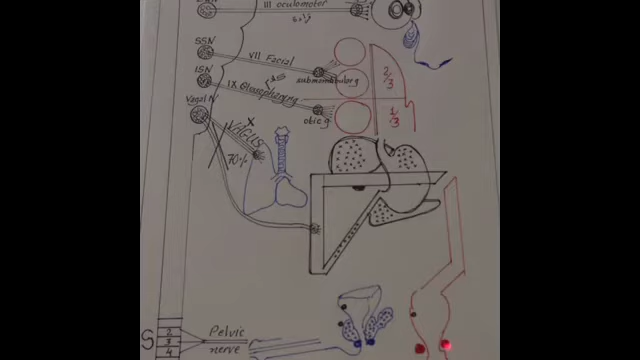 III oculomotor
SSN
VII Facial
ISN
submandibular g
IX Glossopharyng
2/3
otic g
1/3
Vagal N
X
VAGUS
70%
S
2
3
4
Pelvic
nerve